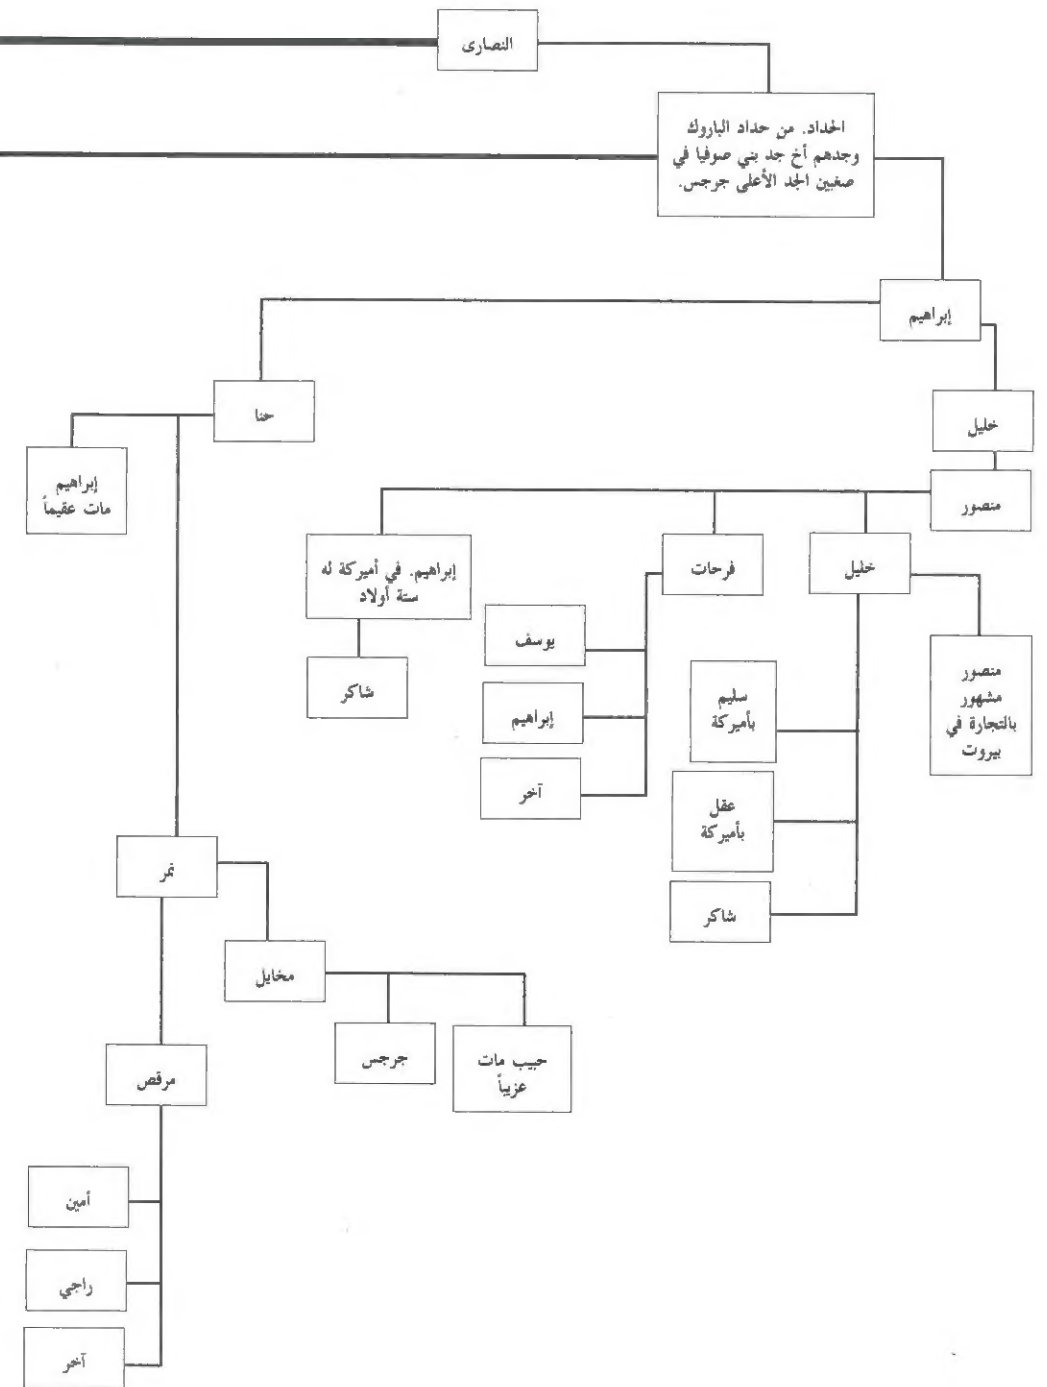 النصارى
الحداد. من حداد الباروك
وجدهم أخ جد بني صوفيا في
صغبين الجد الأعلى جرجس.
إبراهيم
خليل
حنا
إبراهيم
مات عقيماً
منصور
خليل
فرحات
إبراهيم. في أميركة له
ستة أولاد
منصور
مشهور
بالتجارة في
بيروت
سليم
بأميركة
عقل
بأميركة
شاكر
يوسف
إبراهيم
آخر
شاكر
نمر
مخايل
حبيب مات
عزيباً
جرجس
مرقص
أمين
راجي
آخر